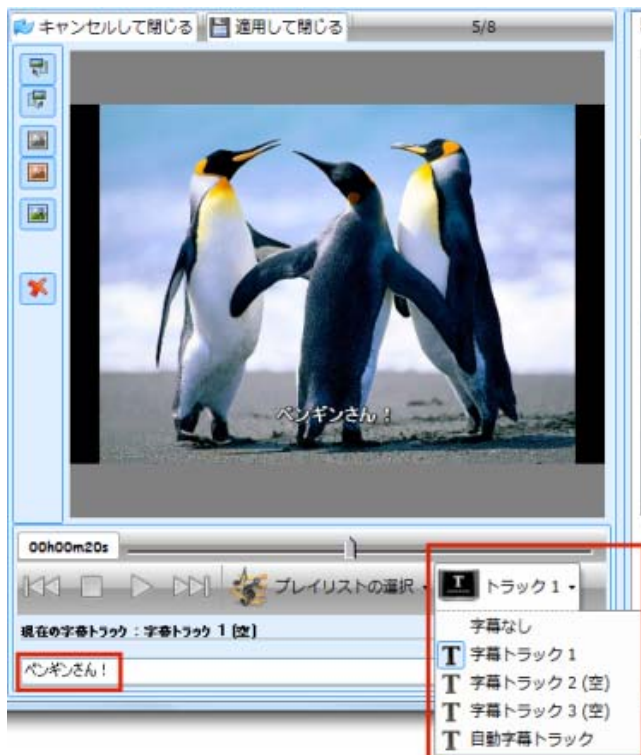 キャンセルして閉じる 適用して閉じる 5/8
ペンギンさん！
00h00m20s
プレイリストの選択 トラック 1
現在の字幕トラック：字幕トラック 1 [空]
ペンギンさん！
字幕なし
T 字幕トラック 1
T 字幕トラック 2 (空)
T 字幕トラック 3 (空)
T 自動字幕トラック